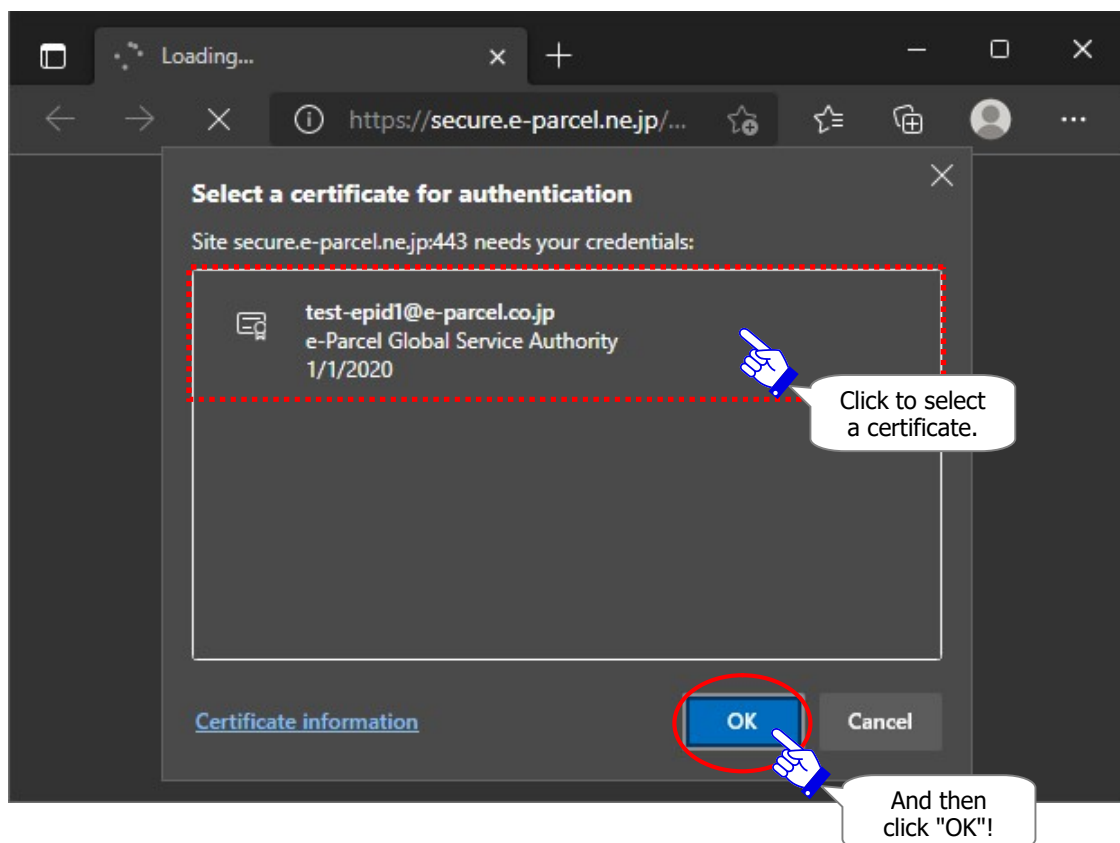 Loading...
https://secure.e-parcel.ne.jp/...
Select a certificate for authentication
Site secure.e-parcel.ne.jp:443 needs your credentials:
test-epid1@e-parcel.co.jp
e-Parcel Global Service Authority
1/1/2020
Click to select
a certificate.
Certificate information
OK
Cancel
And then
click "OK"!